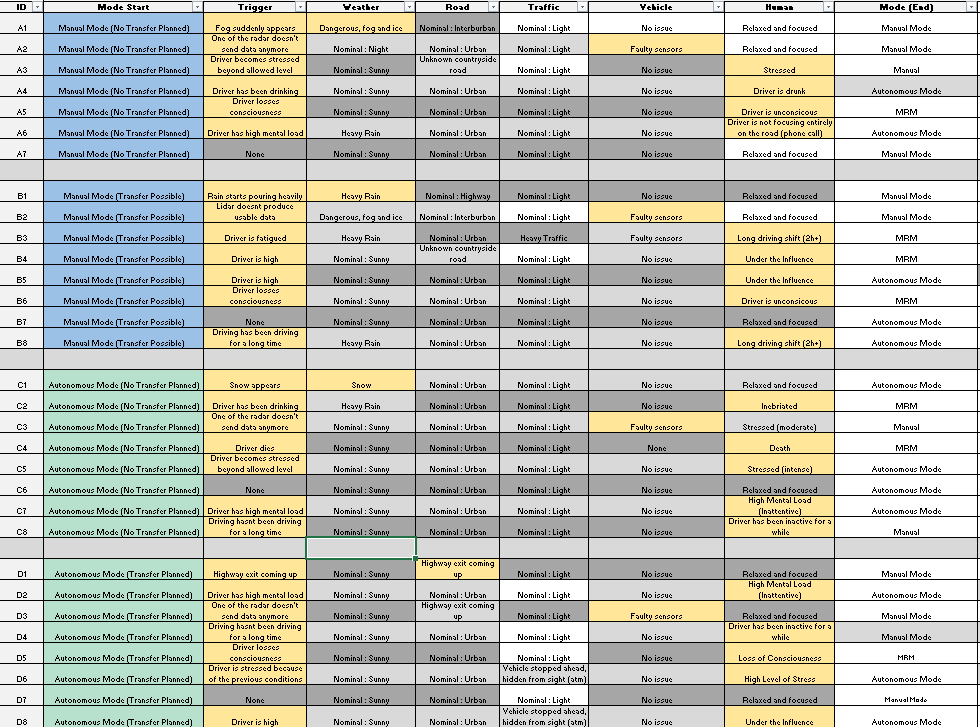 ID Mode Start Trigger Weather Road Traffic Vehicle Human Mode (End)
A1 Manual Mode (No Transfer Planned) Fog suddenly appears Dangerous, fog and ice Nominal : Interurban Nominal : Light No issue Relaxed and focused Manual Mode
A2 Manual Mode (No Transfer Planned) One of the radar doesn't send data anymore Nominal : Night Nominal : Urban Nominal : Light Faulty sensors Relaxed and focused Manual Mode
A3 Manual Mode (No Transfer Planned) Driver becomes stressed beyond allowed level Nominal : Sunny Unknown countryside road Nominal : Light No issue Stressed Manual
A4 Manual Mode (No Transfer Planned) Driver has been drinking Nominal : Sunny Nominal : Urban Nominal : Light No issue Driver is drunk Autonomous Mode
A5 Manual Mode (No Transfer Planned) Driver losses consciousness Nominal : Sunny Nominal : Urban Nominal : Light No issue Driver is unconsicous MRM
A6 Manual Mode (No Transfer Planned) Driver has high mental load Heavy Rain Nominal : Urban Nominal : Light No issue Driver is not focusing entirely on the road (phone call) Autonomous Mode
A7 Manual Mode (No Transfer Planned) None Nominal : Sunny Nominal : Urban Nominal : Light No issue Relaxed and focused Manual Mode
B1 Manual Mode (Transfer Possible) Rain starts pouring heavily Heavy Rain Nominal : Highway Nominal : Light No issue Relaxed and focused Manual Mode
B2 Manual Mode (Transfer Possible) Lidar doesnt produce usable data Dangerous, fog and ice Nominal : Interburban Nominal : Light Faulty sensors Relaxed and focused Manual Mode
B3 Manual Mode (Transfer Possible) Driver is fatigued Heavy Rain Nominal : Urban Heavy Traffic Faulty sensors Long driving shift (2h+) MRM
B4 Manual Mode (Transfer Possible) Driver is high Nominal : Sunny Unknown countryside road Nominal : Light No issue Under the Influence MRM
B5 Manual Mode (Transfer Possible) Driver is high Nominal : Sunny Nominal : Urban Nominal : Light No issue Under the Influence Autonomous Mode
B6 Manual Mode (Transfer Possible) Driver losses consciousness Nominal : Sunny Nominal : Urban Nominal : Light No issue Driver is unconsicous MRM
B7 Manual Mode (Transfer Possible) None Nominal : Sunny Nominal : Urban Nominal : Light No issue Relaxed and focused Autonomous Mode
B8 Manual Mode (Transfer Possible) Driving has been driving for a long time Heavy Rain Nominal : Urban Nominal : Light No issue Long driving shift (2h+) Autonomous Mode
C1 Autonomous Mode (No Transfer Planned) Snow appears Snow Nominal : Urban Nominal : Light No issue Relaxed and focused Autonomous Mode
C2 Autonomous Mode (No Transfer Planned) Driver has been drinking Heavy Rain Nominal : Urban Nominal : Light No issue Inebriated MRM
C3 Autonomous Mode (No Transfer Planned) One of the radar doesn't send data anymore Nominal : Sunny Nominal : Urban Nominal : Light Faulty sensors Stressed (moderate) Manual
C4 Autonomous Mode (No Transfer Planned) Driver dies Nominal : Sunny Nominal : Urban Nominal : Light None Death MRM
C5 Autonomous Mode (No Transfer Planned) Driver becomes stressed beyond allowed level Nominal : Sunny Nominal : Urban Nominal : Light No issue Stressed (intense) Autonomous Mode
C6 Autonomous Mode (No Transfer Planned) None Nominal : Sunny Nominal : Urban Nominal : Light No issue Relaxed and focused Autonomous Mode
C7 Autonomous Mode (No Transfer Planned) Driver has high mental load Nominal : Sunny Nominal : Urban Nominal : Light No issue High Mental Load (Inattentive) Autonomous Mode
C8 Autonomous Mode (No Transfer Planned) Driving hasnt been driving for a long time Nominal : Sunny Nominal : Urban Nominal : Light No issue Driver has been inactive for a while Manual
D1 Autonomous Mode (Transfer Planned) Highway exit coming up Nominal : Sunny Highway exit coming up Nominal : Light No issue Relaxed and focused Manual Mode
D2 Autonomous Mode (Transfer Planned) Driver has high mental load Nominal : Sunny Nominal : Urban Nominal : Light No issue High Mental Load (Inattentive) Autonomous Mode
D3 Autonomous Mode (Transfer Planned) One of the radar doesn't send data anymore Nominal : Sunny Highway exit coming up Nominal : Light Faulty sensors Relaxed and focused Manual Mode
D4 Autonomous Mode (Transfer Planned) Driving hasnt been driving for a long time Nominal : Sunny Nominal : Urban Nominal : Light No issue Driver has been inactive for a while Manual Mode
D5 Autonomous Mode (Transfer Planned) Driver losses consciousness Nominal : Sunny Nominal : Urban Nominal : Light No issue Loss of Consciousness MRM
D6 Autonomous Mode (Transfer Planned) Driver is stressed because of the previous conditions Nominal : Sunny Nominal : Urban Vehicle stopped ahead, hidden from sight (atm) No issue High Level of Stress Autonomous Mode
D7 Autonomous Mode (Transfer Planned) None Nominal : Sunny Nominal : Urban Nominal : Light No issue Relaxed and focused Manual Mode
D8 Autonomous Mode (Transfer Planned) Driver is high Nominal : Sunny Nominal : Urban Vehicle stopped ahead, hidden from sight (atm) No issue Under the Influence Autonomous Mode